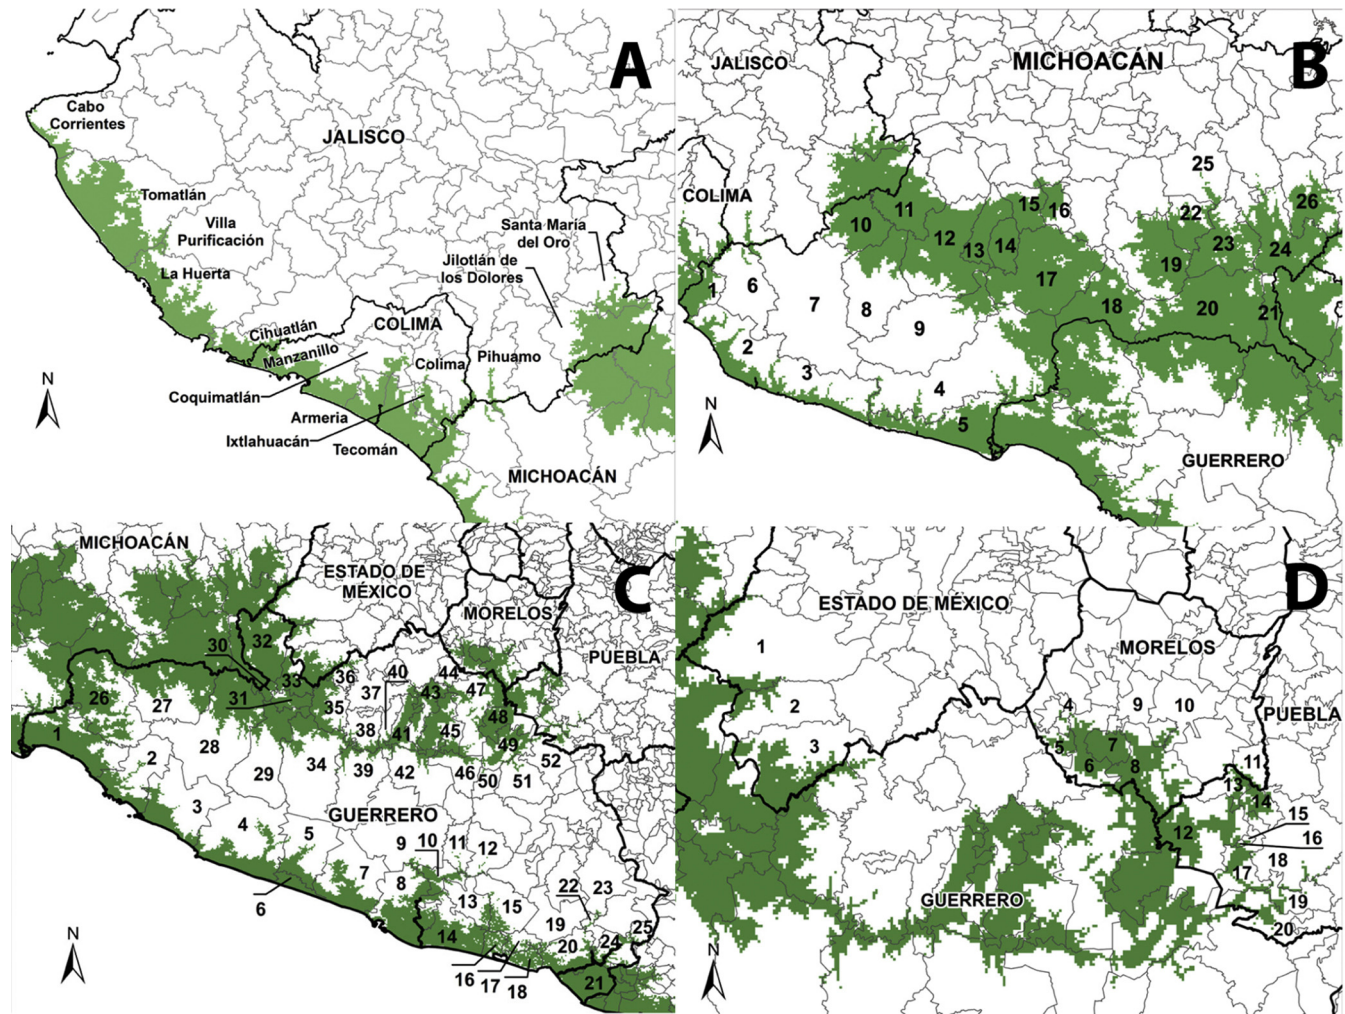 A
Cabo
Corrientes
JALISCO
Tomatlán
Villa
Purificación
La Huerta
Santa María
del Oro
Jilotlán de
los Dolores
Cihuatlán
COLIMA
Manzanillo
Colima
Pihuamo
Coquimatlán
Armeria
Ixtlahuacán
Tecomán
MICHOACÁN
N
B
JALISCO
MICHOACÁN
COLIMA
25
26
15
16
22
11
10
12
13
14
23
24
19
17
18
20
21
1
6
7
8
9
2
3
4
5
GUERRERO
N
C
MICHOACÁN
ESTADO DE
MÉXICO
MORELOS
PUEBLA
30
32
33
36
40
44
26
27
31
35
37
43
47
1
38
41
45
48
28
49
2
29
34
39
42
46
50
51
52
3
4
5
GUERRERO
9
10
11
12
6
7
8
13
15
22
23
14
19
20
24
25
16
17
18
21
N
D
ESTADO DE MÉXICO
MORELOS
PUEBLA
1
2
3
4
9
10
5
7
6
8
11
13
14
15
12
16
17
18
19
20
GUERRERO
N